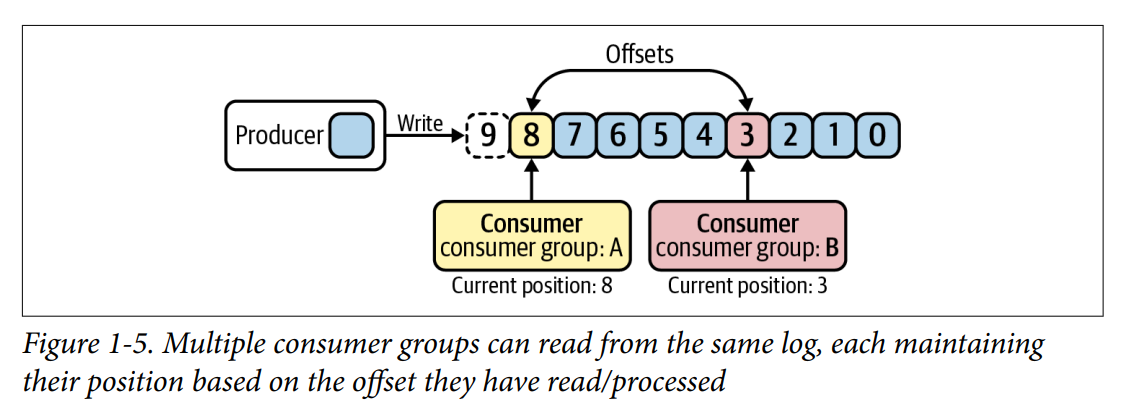 Offsets
Producer
Write
9 8 7 6 5 4 3 2 1 0
Consumer
consumer group: A
Consumer
consumer group: B
Current position: 8
Current position: 3
Figure 1-5. Multiple consumer groups can read from the same log, each maintaining
their position based on the offset they have read/processed